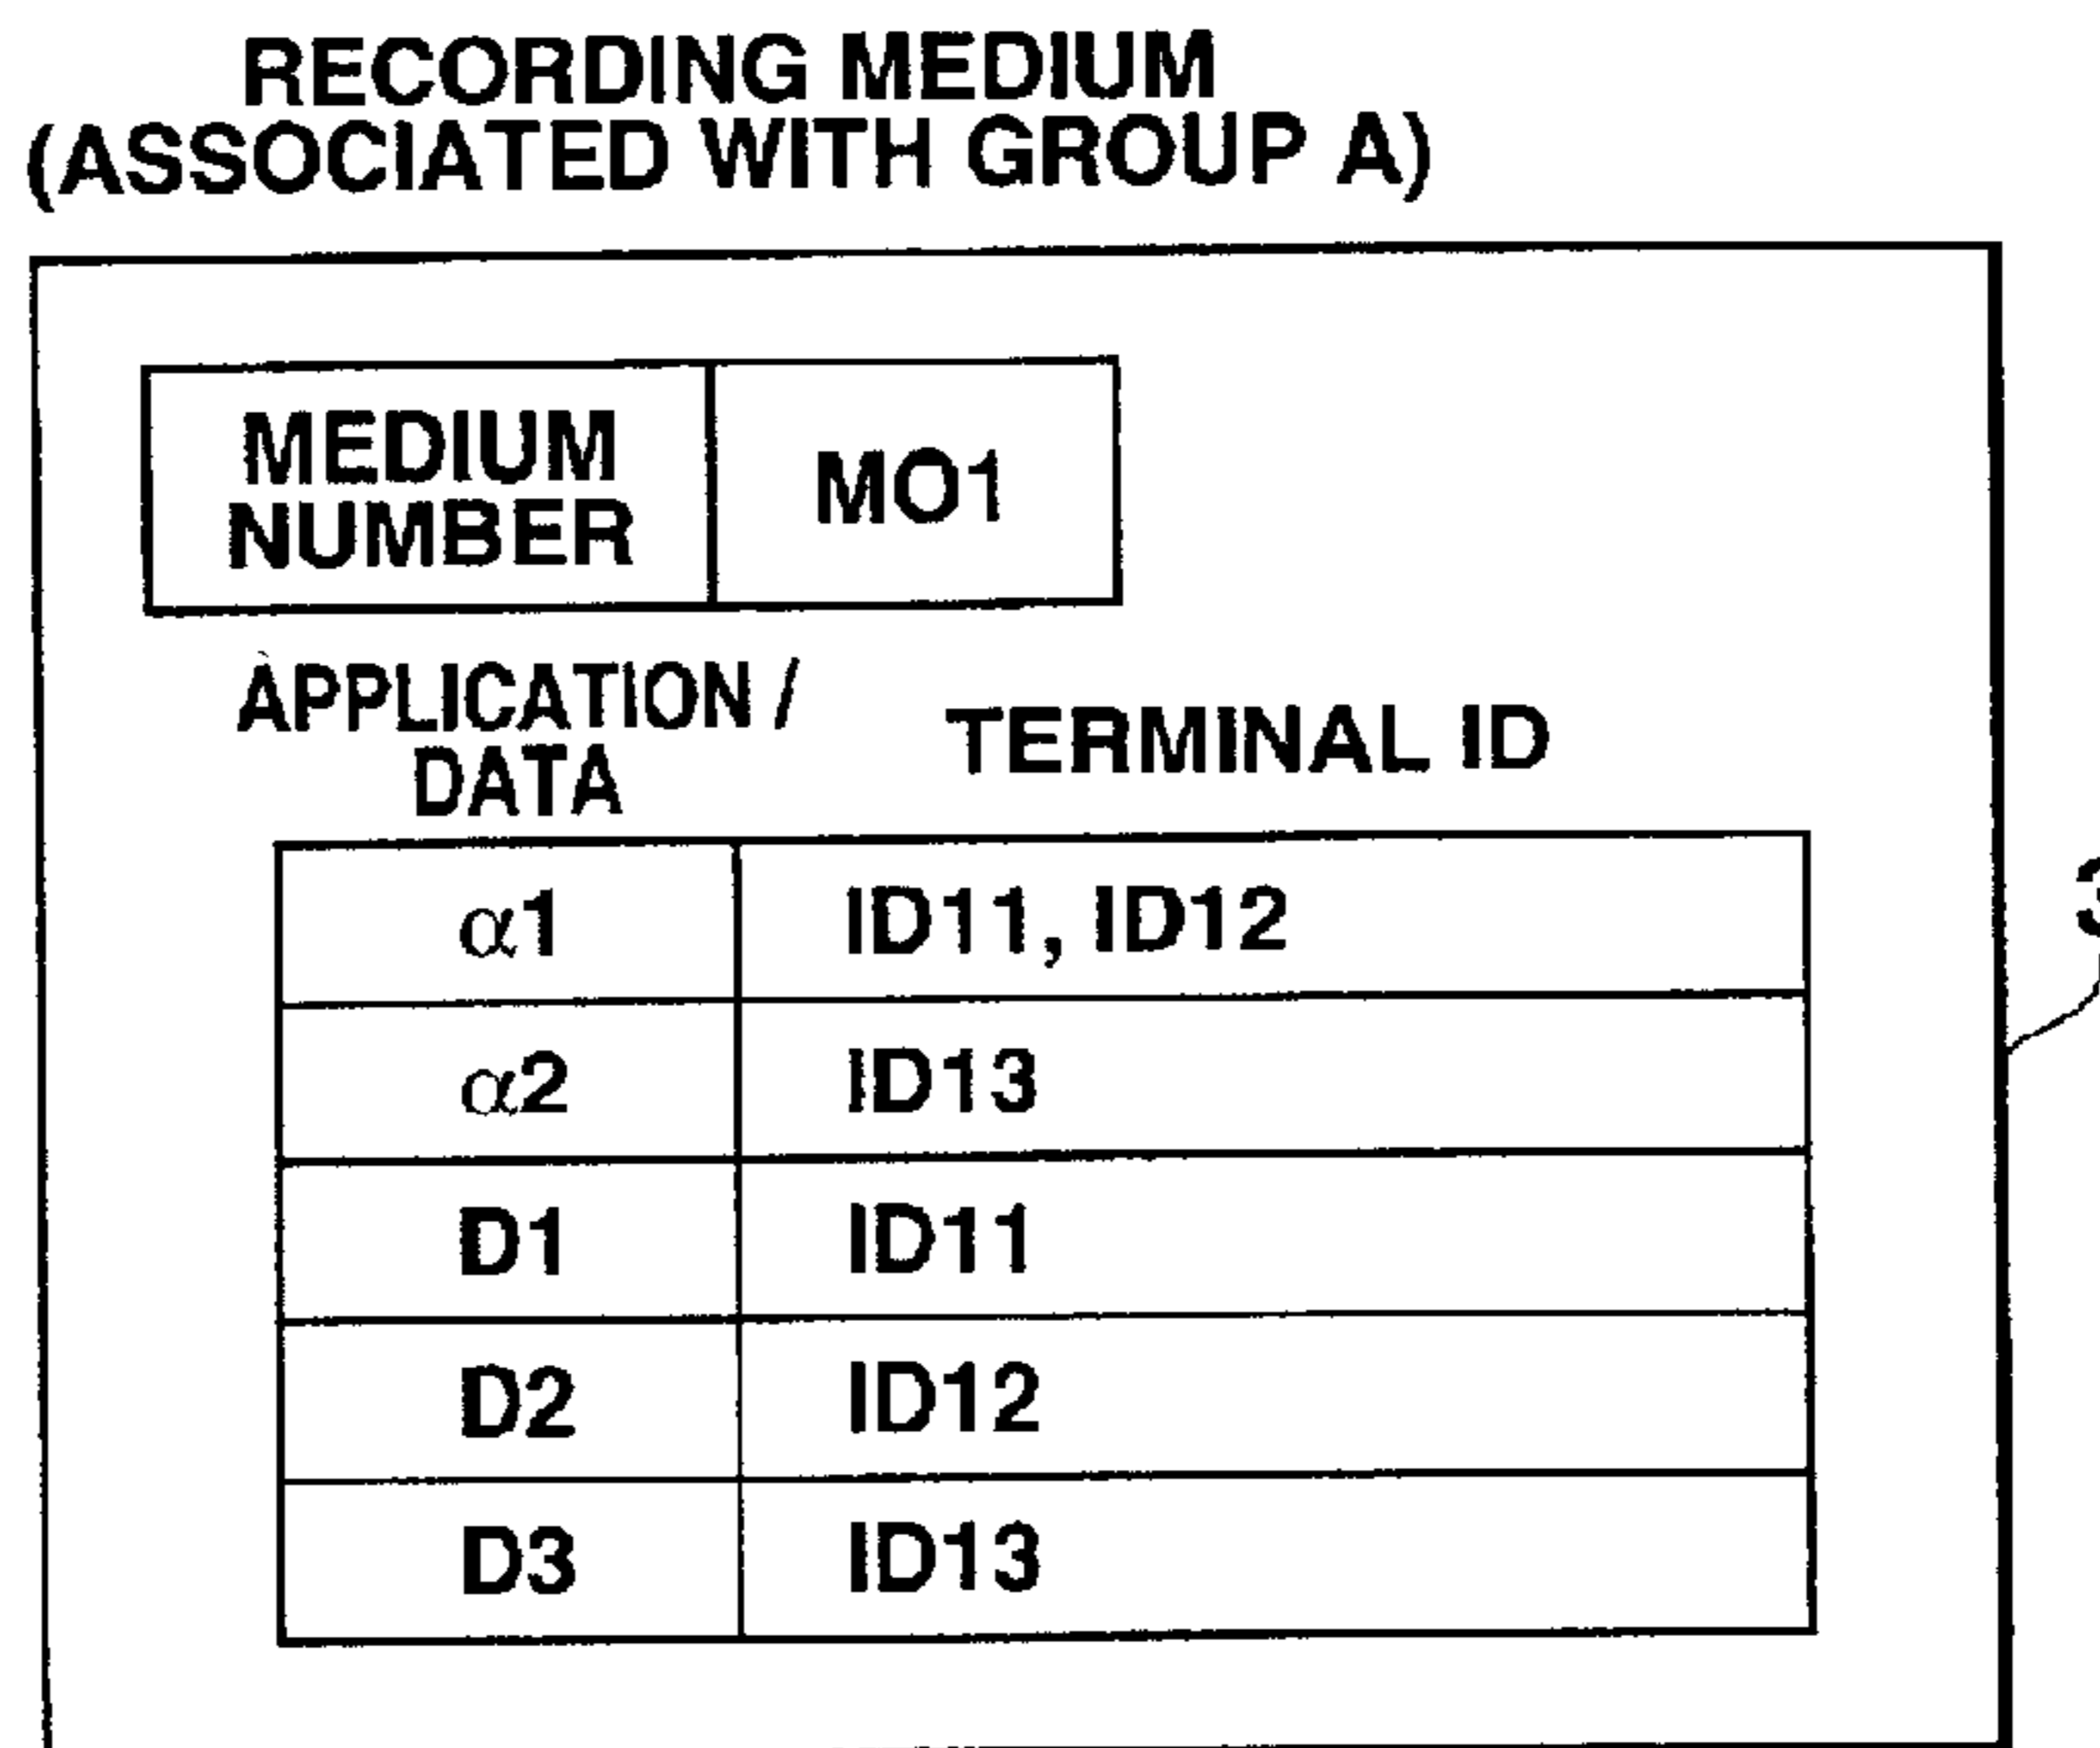 RECORDING MEDIUM
(ASSOCIATED WITH GROUP A)
MEDIUM
NUMBER
MO1
APPLICATION /
DATA
TERMINAL ID
α1 ID11, ID12
α2 ID13
D1 ID11
D2 ID12
D3 ID13
3